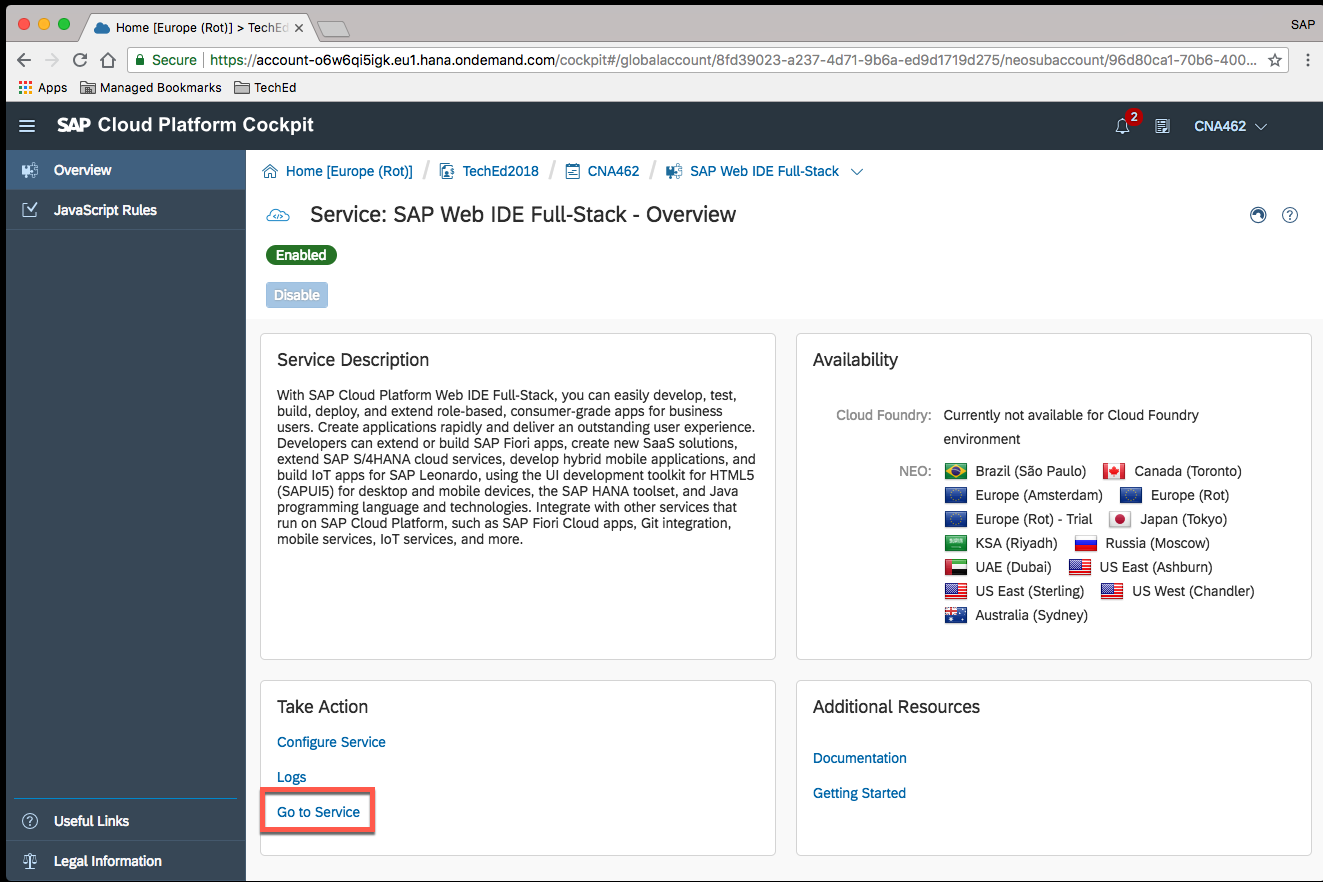 Home [Europe (Rot)] > TechEd
SAP
Secure https://account-o6w6qi5igk.eu1.hana.ondemand.com/cockpit#/globalaccount/8fd39023-a237-4d71-9b6a-ed9d1719d275/neosubaccount/96d80ca1-70b6-400...
Apps Managed Bookmarks TechEd
SAP Cloud Platform Cockpit
2
CNA462
Overview
JavaScript Rules
Useful Links
Legal Information
Home [Europe (Rot)] / TechEd2018 / CNA462 / SAP Web IDE Full-Stack
Service: SAP Web IDE Full-Stack - Overview
Enabled
Disable
Service Description
With SAP Cloud Platform Web IDE Full-Stack, you can easily develop, test,
build, deploy, and extend role-based, consumer-grade apps for business
users. Create applications rapidly and deliver an outstanding user experience.
Developers can extend or build SAP Fiori apps, create new SaaS solutions,
extend SAP S/4HANA cloud services, develop hybrid mobile applications, and
build IoT apps for SAP Leonardo, using the UI development toolkit for HTML5
(SAPUI5) for desktop and mobile devices, the SAP HANA toolset, and Java
programming language and technologies. Integrate with other services that
run on SAP Cloud Platform, such as SAP Fiori Cloud apps, Git integration,
mobile services, IoT services, and more.
Availability
Cloud Foundry: Currently not available for Cloud Foundry
environment
NEO: Brazil (São Paulo) Canada (Toronto)
Europe (Amsterdam) Europe (Rot)
Europe (Rot) - Trial Japan (Tokyo)
KSA (Riyadh) Russia (Moscow)
UAE (Dubai) US East (Ashburn)
US East (Sterling) US West (Chandler)
Australia (Sydney)
Take Action
Configure Service
Logs
Go to Service
Additional Resources
Documentation
Getting Started